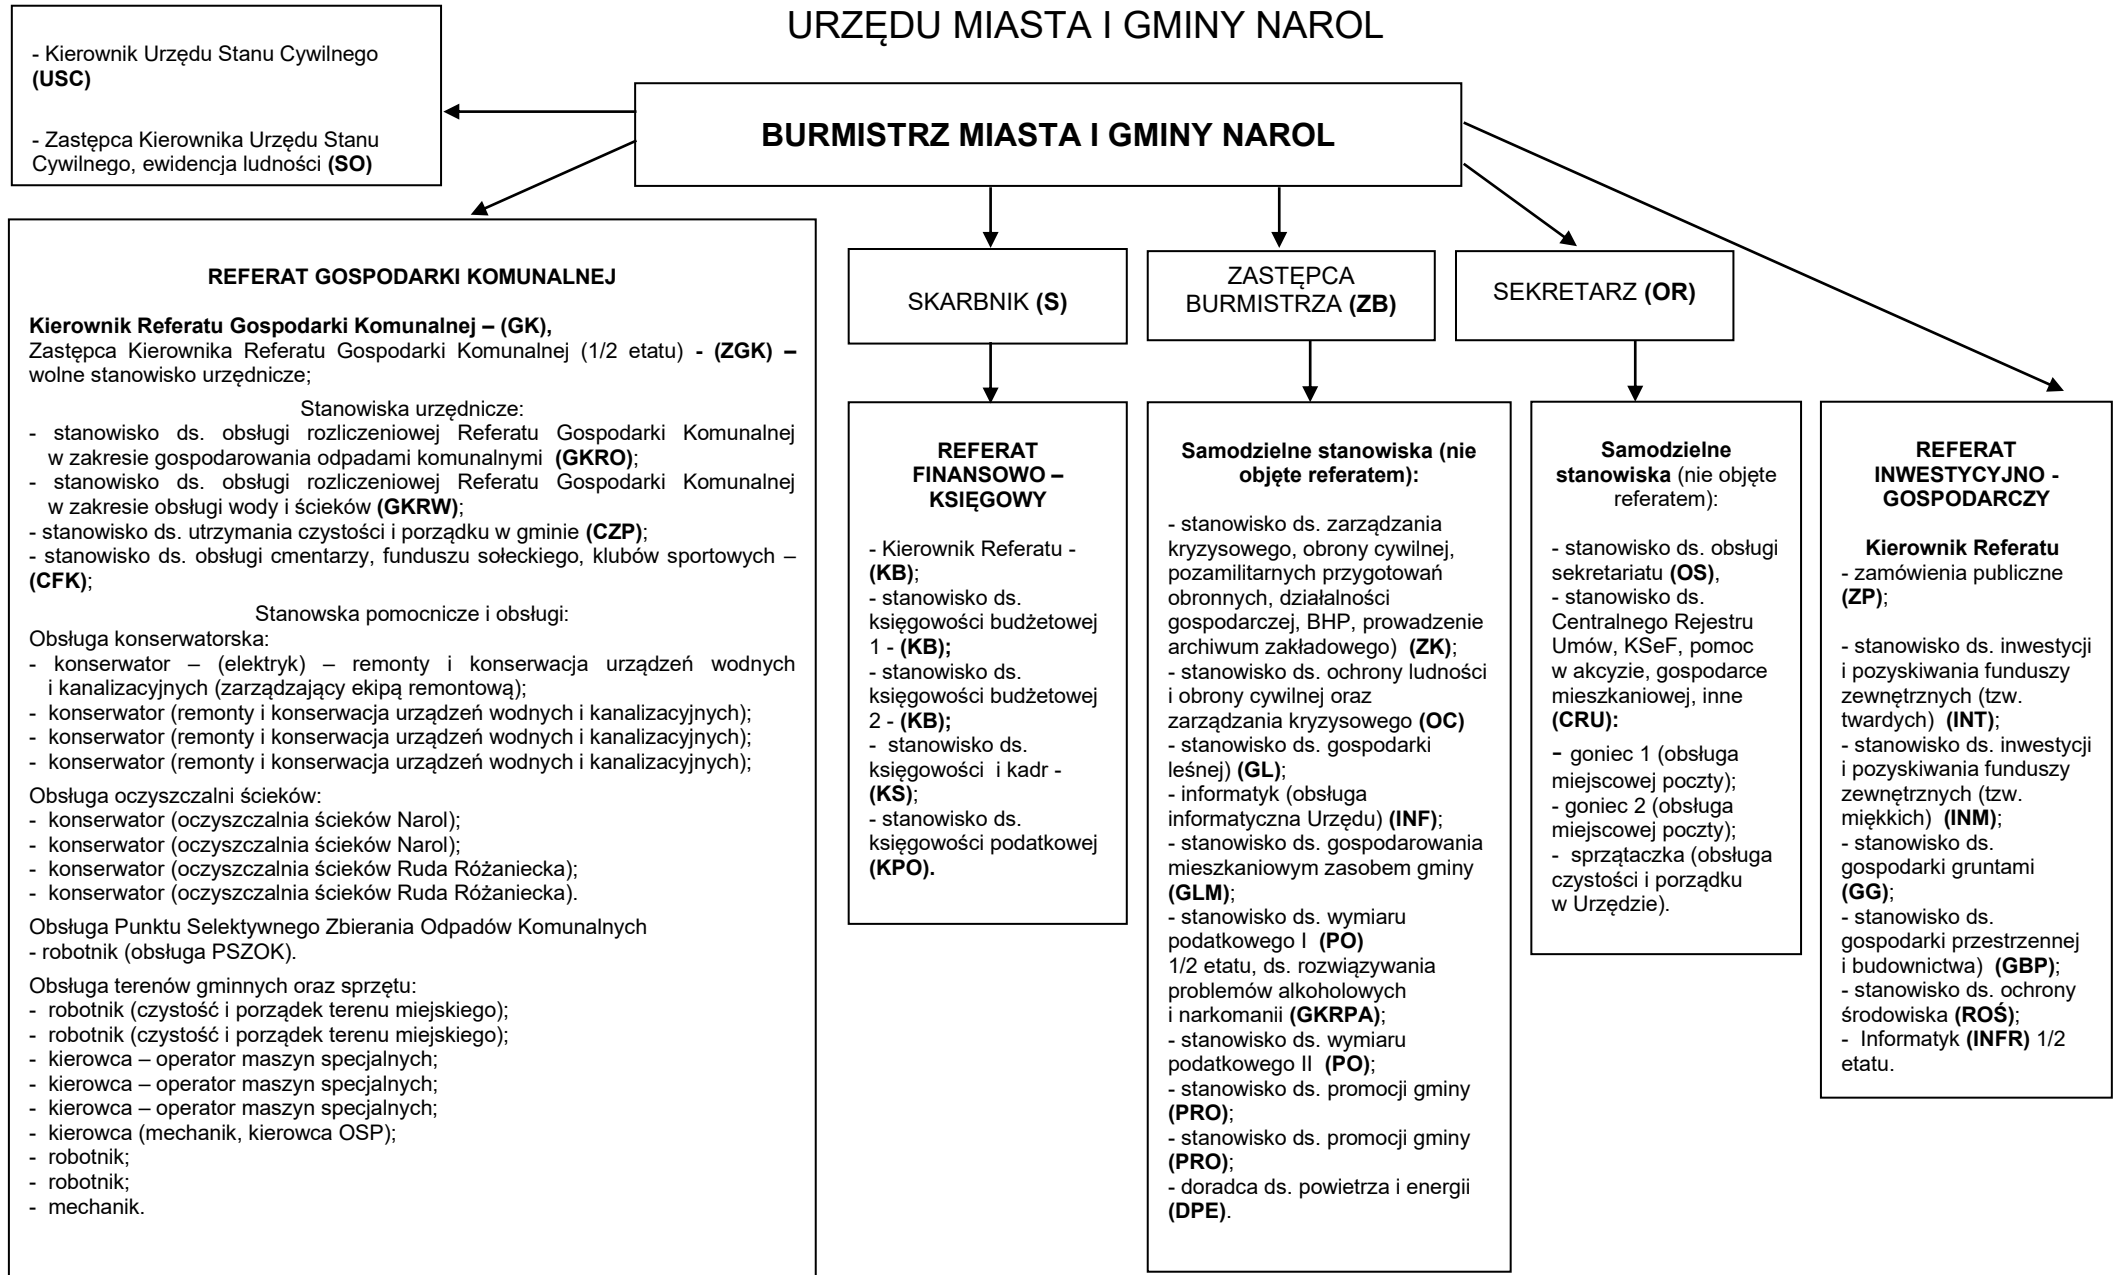 URZĘDU MIASTA I GMINY NAROL
- Kierownik Urzędu Stanu Cywilnego
(USC)
- Zastępca Kierownika Urzędu Stanu
Cywilnego, ewidencja ludności (SO)
BURMISTRZ MIASTA I GMINY NAROL
REFERAT GOSPODARKI KOMUNALNEJ
Kierownik Referatu Gospodarki Komunalnej – (GK),
Zastępca Kierownika Referatu Gospodarki Komunalnej (1/2 etatu) - (ZGK) –
wolne stanowisko urzędnicze;
Stanowiska urzędnicze:
- stanowisko ds. obsługi rozliczeniowej Referatu Gospodarki Komunalnej
w zakresie gospodarowania odpadami komunalnymi (GKRO);
- stanowisko ds. obsługi rozliczeniowej Referatu Gospodarki Komunalnej
w zakresie obsługi wody i ścieków (GKRW);
- stanowisko ds. utrzymania czystości i porządku w gminie (CZP);
- stanowisko ds. obsługi cmentarzy, funduszu sołeckiego, klubów sportowych –
(CFK);
Stanowska pomocnicze i obsługi:
Obsługa konserwatorska:
- konserwator – (elektryk) – remonty i konserwacja urządzeń wodnych
i kanalizacyjnych (zarządzający ekipą remontową);
- konserwator (remonty i konserwacja urządzeń wodnych i kanalizacyjnych);
- konserwator (remonty i konserwacja urządzeń wodnych i kanalizacyjnych);
- konserwator (remonty i konserwacja urządzeń wodnych i kanalizacyjnych);
Obsługa oczyszczalni ścieków:
- konserwator (oczyszczalnia ścieków Narol);
- konserwator (oczyszczalnia ścieków Narol);
- konserwator (oczyszczalnia ścieków Ruda Różaniecka);
- konserwator (oczyszczalnia ścieków Ruda Różaniecka).
Obsługa Punktu Selektywnego Zbierania Odpadów Komunalnych
- robotnik (obsługa PSZOK).
Obsługa terenów gminnych oraz sprzętu:
- robotnik (czystość i porządek terenu miejskiego);
- robotnik (czystość i porządek terenu miejskiego);
- kierowca – operator maszyn specjalnych;
- kierowca – operator maszyn specjalnych;
- kierowca – operator maszyn specjalnych;
- kierowca (mechanik, kierowca OSP);
- robotnik;
- robotnik;
- mechanik.
SKARBNIK (S)
REFERAT
FINANSOWO –
KSIĘGOWY
- Kierownik Referatu -
(KB);
- stanowisko ds.
księgowości budżetowej
1 - (KB);
- stanowisko ds.
księgowości budżetowej
2 - (KB);
- stanowisko ds.
księgowości i kadr -
(KS);
- stanowisko ds.
księgowości podatkowej
(KPO).
ZASTĘPCA
BURMISTRZA (ZB)
Samodzielne stanowiska (nie
objęte referatem):
- stanowisko ds. zarządzania
kryzysowego, obrony cywilnej,
pozamilitarnych przygotowań
obronnych, działalności
gospodarczej, BHP, prowadzenie
archiwum zakładowego) (ZK);
- stanowisko ds. ochrony ludności
i obrony cywilnej oraz
zarządzania kryzysowego (OC)
- stanowisko ds. gospodarki
leśnej) (GL);
- informatyk (obsługa
informatyczna Urzędu) (INF);
- stanowisko ds. gospodarowania
mieszkaniowym zasobem gminy
(GLM);
- stanowisko ds. wymiaru
podatkowego I (PO)
1/2 etatu, ds. rozwiązywania
problemów alkoholowych
i narkomanii (GKRPA);
- stanowisko ds. wymiaru
podatkowego II (PO);
- stanowisko ds. promocji gminy
(PRO);
- stanowisko ds. promocji gminy
(PRO);
- doradca ds. powietrza i energii
(DPE).
SEKRETARZ (OR)
Samodzielne
stanowiska (nie objęte
referatem):
- stanowisko ds. obsługi
sekretariatu (OS),
- stanowisko ds.
Centralnego Rejestru
Umów, KSeF, pomoc
w akcyzie, gospodarce
mieszkaniowej, inne
(CRU):
- goniec 1 (obsługa
miejscowej poczty);
- goniec 2 (obsługa
miejscowej poczty);
- sprzątaczka (obsługa
czystości i porządku
w Urzędzie).
REFERAT
INWESTYCYJNO -
GOSPODARCZY
Kierownik Referatu
- zamówienia publiczne
(ZP);
- stanowisko ds. inwestycji
i pozyskiwania funduszy
zewnętrznych (tzw.
twardych) (INT);
- stanowisko ds. inwestycji
i pozyskiwania funduszy
zewnętrznych (tzw.
miękkich) (INM);
- stanowisko ds.
gospodarki gruntami
(GG);
- stanowisko ds.
gospodarki przestrzennej
i budownictwa) (GBP);
- stanowisko ds. ochrony
środowiska (ROŚ);
- Informatyk (INFR) 1/2
etatu.